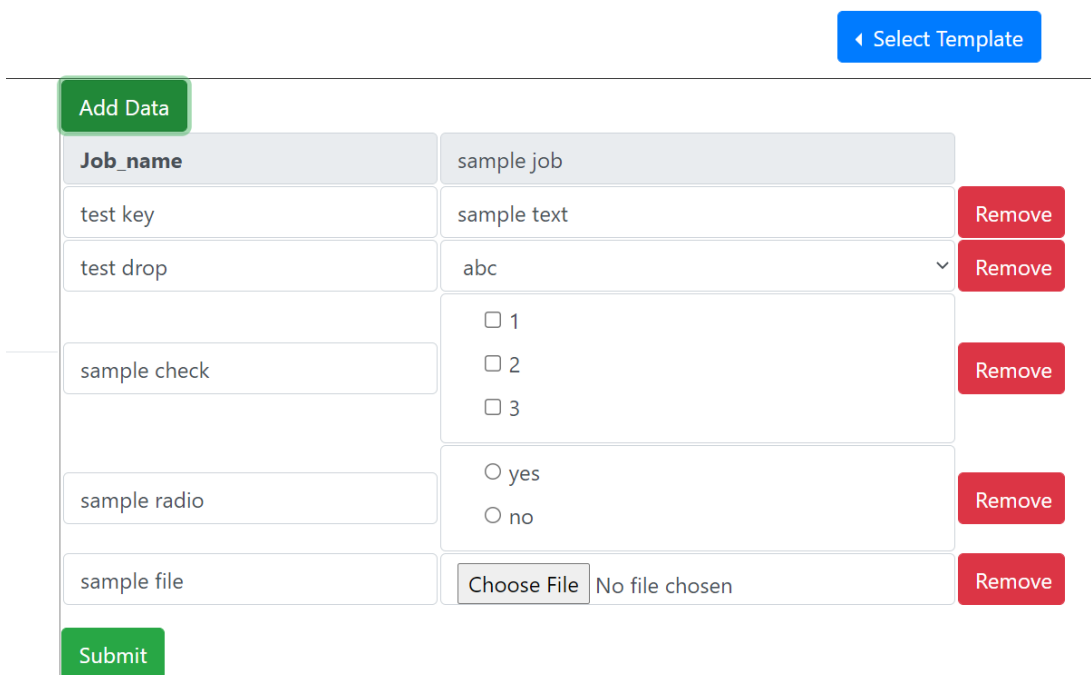 Select Template
Add Data
Job_name sample job
test key sample text Remove
test drop abc Remove
1
2
3
sample check Remove
yes
no
sample radio Remove
sample file Choose File No file chosen Remove
Submit